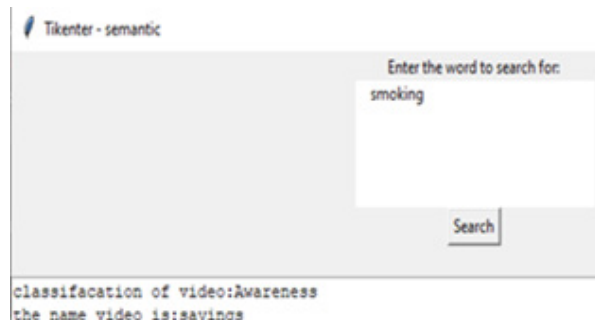 Tikenter - semantic
Enter the word to search for:
smoking
Search
classifacation of video:Awareness
the name video is:savings